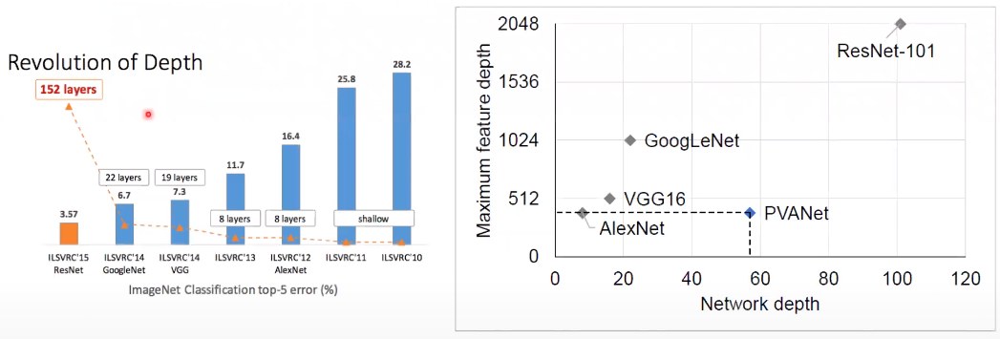 Revolution of Depth
152 layers
28.2
25.8
16.4
11.7
22 layers
19 layers
6.7
7.3
3.57
8 layers
8 layers
shallow
ILSVRC'15
ResNet
ILSVRC'14
GoogleNet
ILSVRC'14
VGG
ILSVRC'13
ILSVRC'12
AlexNet
ILSVRC'11
ILSVRC'10
ImageNet Classification top-5 error (%)
Maximum feature depth
2048
1536
1024
512
0
ResNet-101
GoogLeNet
VGG16
AlexNet
PVANet
0 20 40 60 80 100 120
Network depth